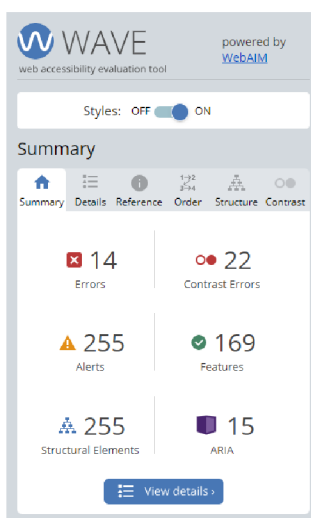 WAVE
web accessibility evaluation tool
powered by
WebAIM
Styles: OFF ON
Summary
Summary Details Reference Order Structure Contrast
14
Errors
22
Contrast Errors
255
Alerts
169
Features
255
Structural Elements
15
ARIA
View details ›